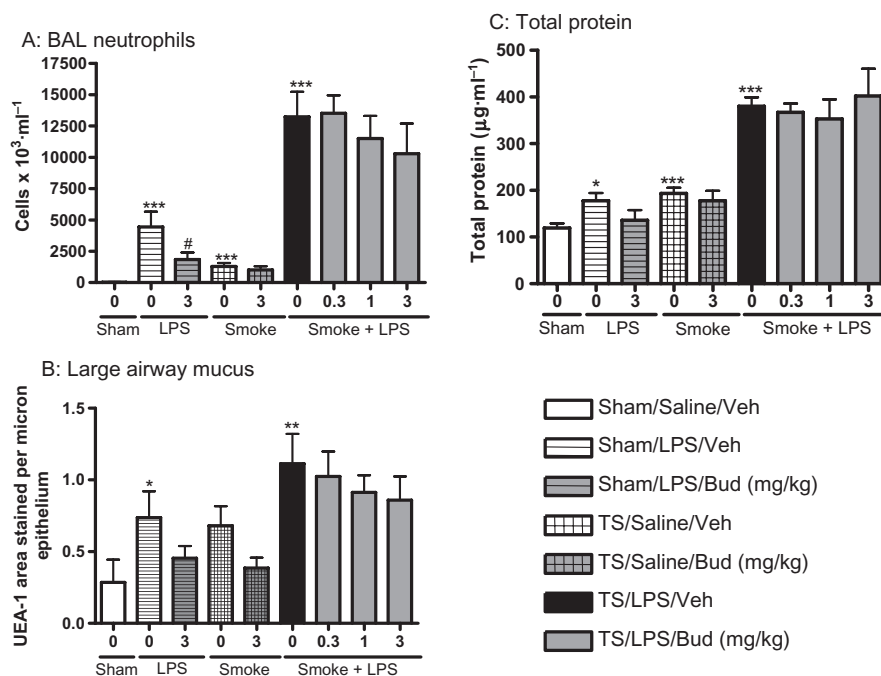 A: BAL neutrophils
Cells x 10³·ml⁻¹
17500
15000
12500
10000
7500
5000
2500
0
***
#
***
***
0 0 3 0 3 0 0.3 1 3
Sham LPS Smoke Smoke + LPS
B: Large airway mucus
UEA-1 area stained per micron
epithelium
1.5
1.0
0.5
0.0
*
**
0 0 3 0 3 0 0.3 1 3
Sham LPS Smoke Smoke + LPS
C: Total protein
Total protein (µg·ml⁻¹)
500
400
300
200
100
0
*
***
***
0 0 3 0 3 0 0.3 1 3
Sham LPS Smoke Smoke + LPS
Sham/Saline/Veh
Sham/LPS/Veh
Sham/LPS/Bud (mg/kg)
TS/Saline/Veh
TS/Saline/Bud (mg/kg)
TS/LPS/Veh
TS/LPS/Bud (mg/kg)